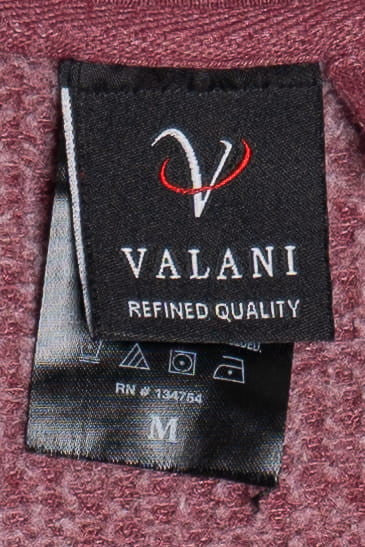 VALANI
REFINED QUALITY
RN # 134754
M